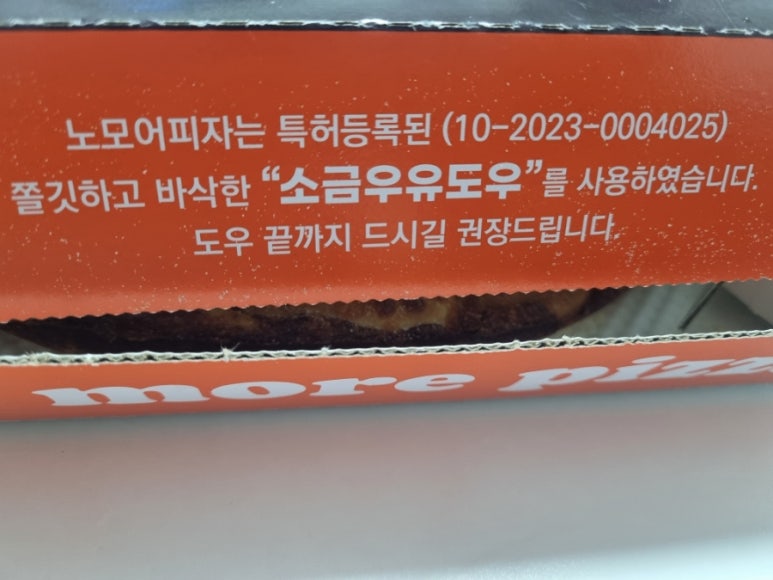 노모어피자는 특허등록된 (10-2023-0004025)
쫄깃하고 바삭한 “소금우유도우”를 사용하였습니다.
도우 끝까지 드시길 권장드립니다.
more pizz